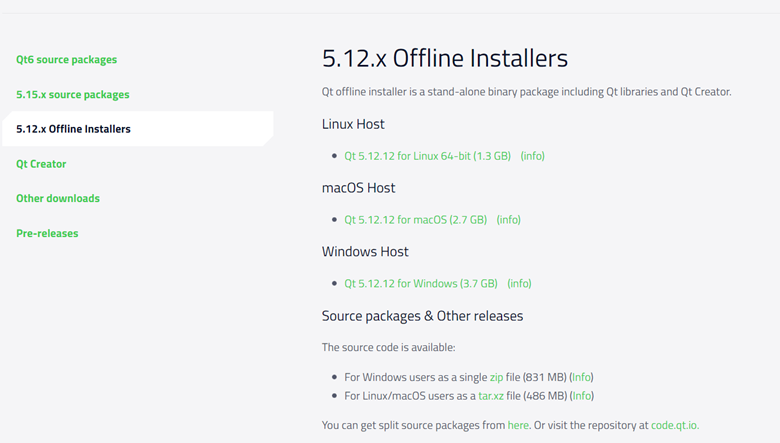 Qt6 source packages
5.15.x source packages
5.12.x Offline Installers
Qt Creator
Other downloads
Pre-releases
5.12.x Offline Installers
Qt offline installer is a stand-alone binary package including Qt libraries and Qt Creator.
Linux Host
Qt 5.12.12 for Linux 64-bit (1.3 GB) (info)
macOS Host
Qt 5.12.12 for macOS (2.7 GB) (info)
Windows Host
Qt 5.12.12 for Windows (3.7 GB) (info)
Source packages & Other releases
The source code is available:
For Windows users as a single zip file (831 MB) (Info)
For Linux/macOS users as a tar.xz file (486 MB) (Info)
You can get split source packages from here. Or visit the repository at code.qt.io.